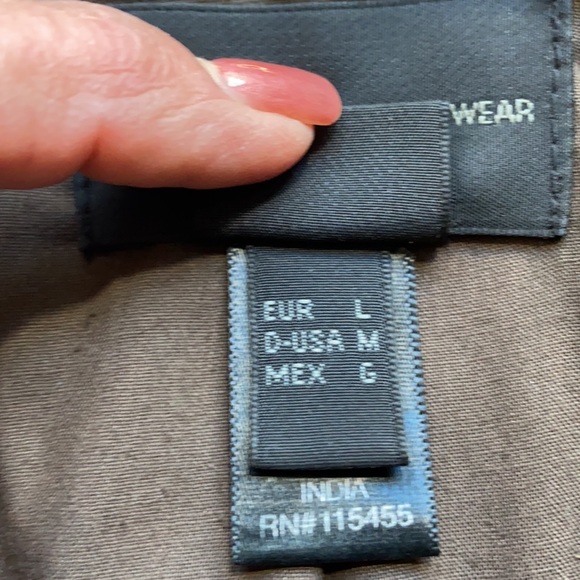 WEAR
EUR L
D-USA M
MEX G
INDIA
RN# 115455